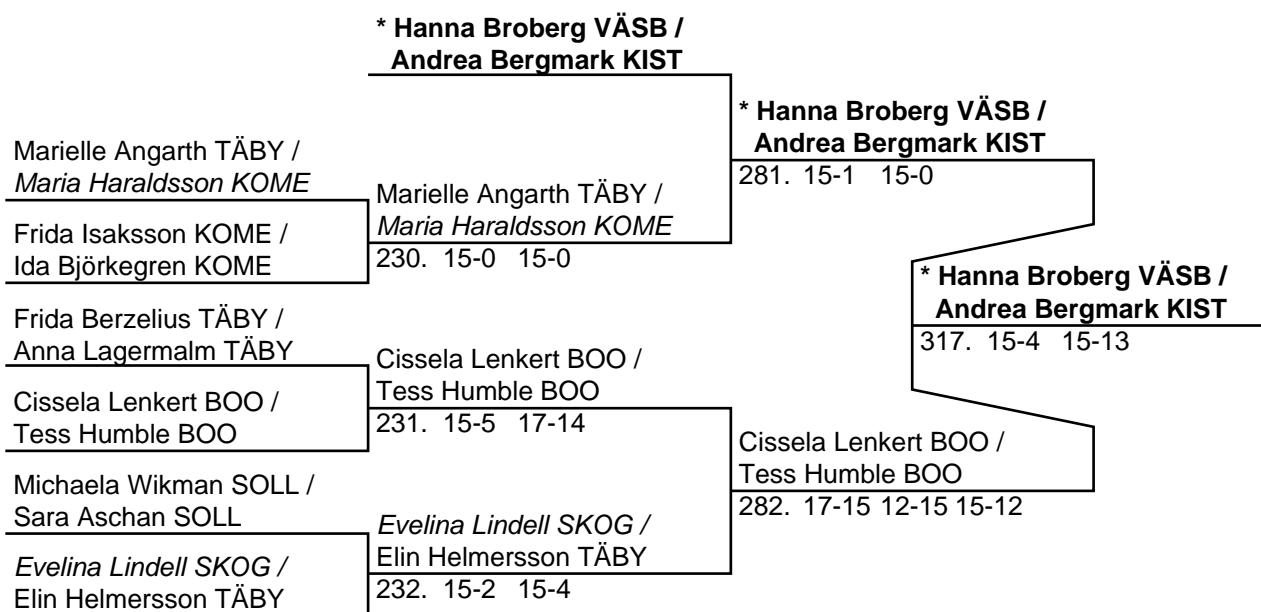 * Hanna Broberg VÄSB /
Andrea Bergmark KIST
* Hanna Broberg VÄSB /
Andrea Bergmark KIST
281. 15-1 15-0
Marielle Angarth TÄBY /
Maria Haraldsson KOME
Marielle Angarth TÄBY /
Maria Haraldsson KOME
230. 15-0 15-0
Frida Isaksson KOME /
Ida Björkegren KOME
* Hanna Broberg VÄSB /
Andrea Bergmark KIST
317. 15-4 15-13
Frida Berzelius TÄBY /
Anna Lagermalm TÄBY
Cissela Lenkert BOO /
Tess Humble BOO
231. 15-5 17-14
Cissela Lenkert BOO /
Tess Humble BOO
Cissela Lenkert BOO /
Tess Humble BOO
282. 17-15 12-15 15-12
Michaela Wikman SOLL /
Sara Aschan SOLL
Evelina Lindell SKOG /
Elin Helmersson TÄBY
232. 15-2 15-4
Evelina Lindell SKOG /
Elin Helmersson TÄBY